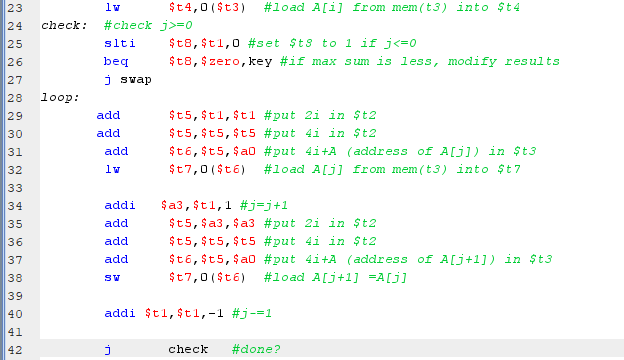 23 lw $t4,0($t3) #load A[i] from mem(t3) into $t4
24 check: #check j>=0
25 slti $t8,$t1,0 #set $t8 to 1 if j<=0
26 beq $t8,$zero,key #if max sum is less, modify results
27 j swap
28 loop:
29 add $t5,$t1,$t1 #put 2i in $t2
30 add $t5,$t5,$t5 #put 4i in $t2
31 add $t6,$t5,$a0 #put 4i+A (address of A[j]) in $t3
32 lw $t7,0($t6) #load A[j] from mem(t3) into $t7
33
34 addi $a3,$t1,1 #j=j+1
35 add $t5,$a3,$a3 #put 2i in $t2
36 add $t5,$t5,$t5 #put 4i in $t2
37 add $t6,$t5,$a0 #put 4i+A (address of A[j+1]) in $t3
38 sw $t7,0($t6) #load A[j+1] =A[j]
39
40 addi $t1,$t1,-1 #j-=1
41
42 j check #done?